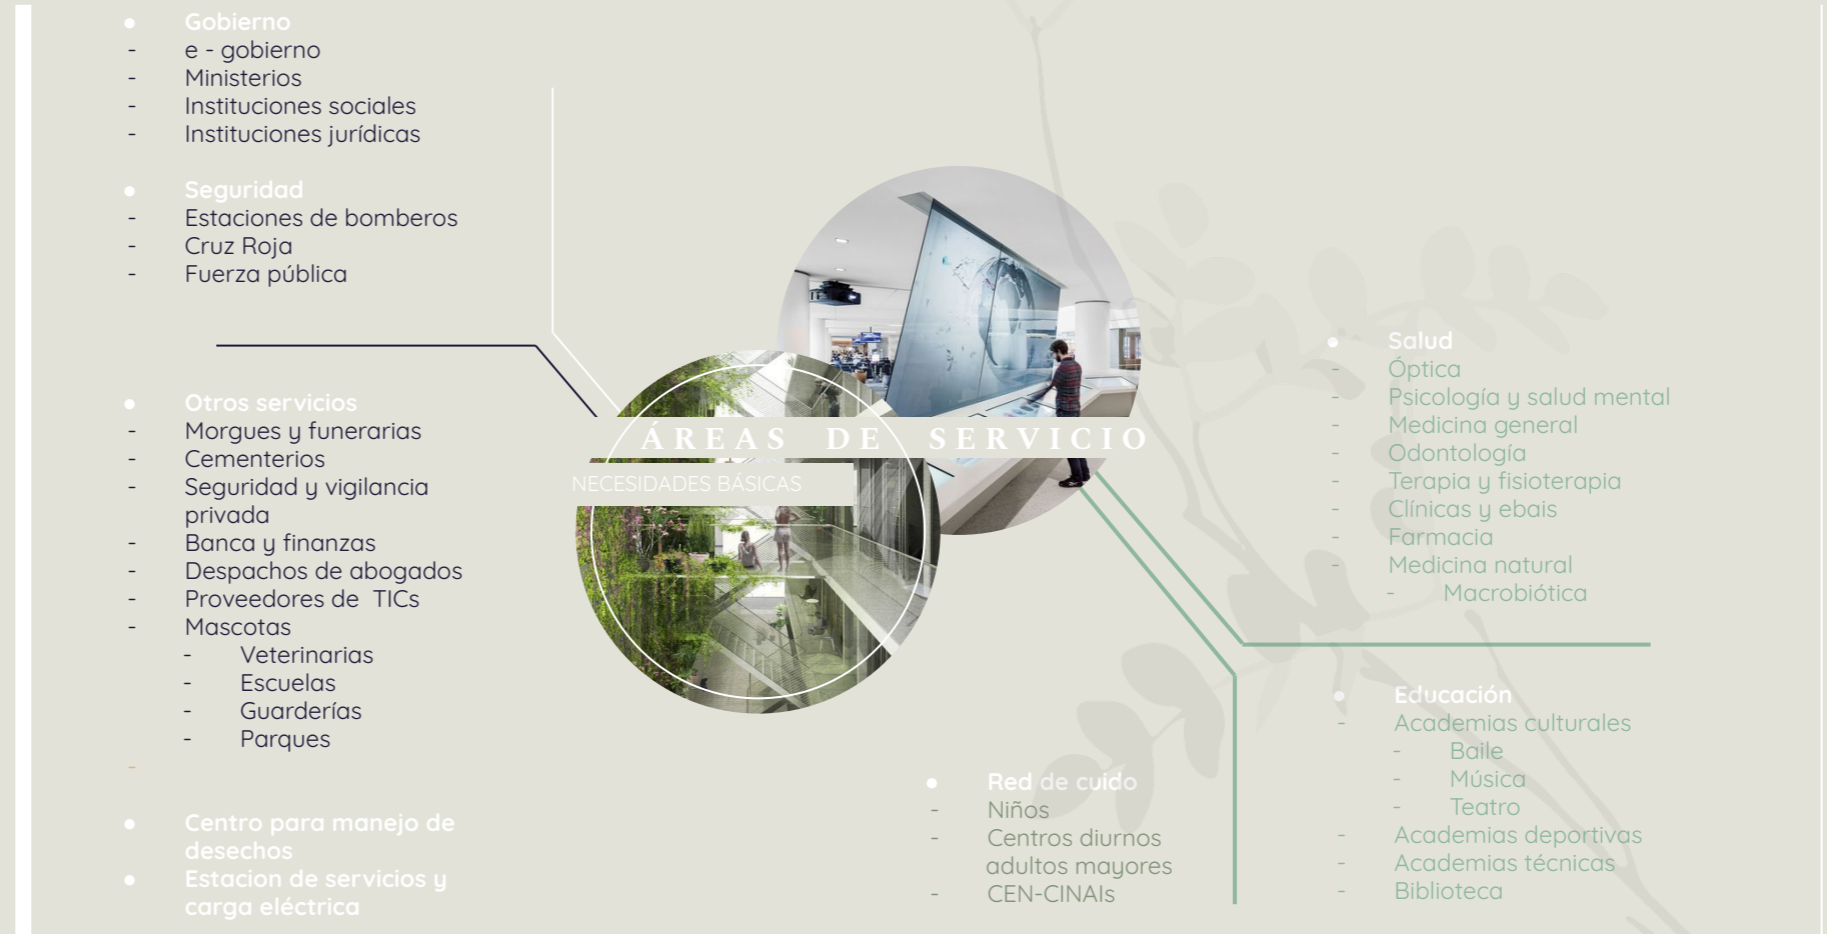 ● Gobierno
- e - gobierno
- Ministerios
- Instituciones sociales
- Instituciones jurídicas
● Seguridad
- Estaciones de bomberos
- Cruz Roja
- Fuerza pública
● Otros servicios
- Morgues y funerarias
- Cementerios
- Seguridad y vigilancia
privada
- Banca y finanzas
- Despachos de abogados
- Proveedores de TICs
- Mascotas
- Veterinarias
- Escuelas
- Guarderías
- Parques
-
● Centro para manejo de
desechos
● Estacion de servicios y
carga eléctrica
ÁREAS DE SERVICIO
NECESIDADES BÁSICAS
● Red de cuido
- Niños
- Centros diurnos
adultos mayores
- CEN-CINAIs
● Salud
- Óptica
- Psicología y salud mental
- Medicina general
- Odontología
- Terapia y fisioterapia
- Clínicas y ebais
- Farmacia
- Medicina natural
- Macrobiótica
● Educación
- Academias culturales
- Baile
- Música
- Teatro
- Academias deportivas
- Academias técnicas
- Biblioteca